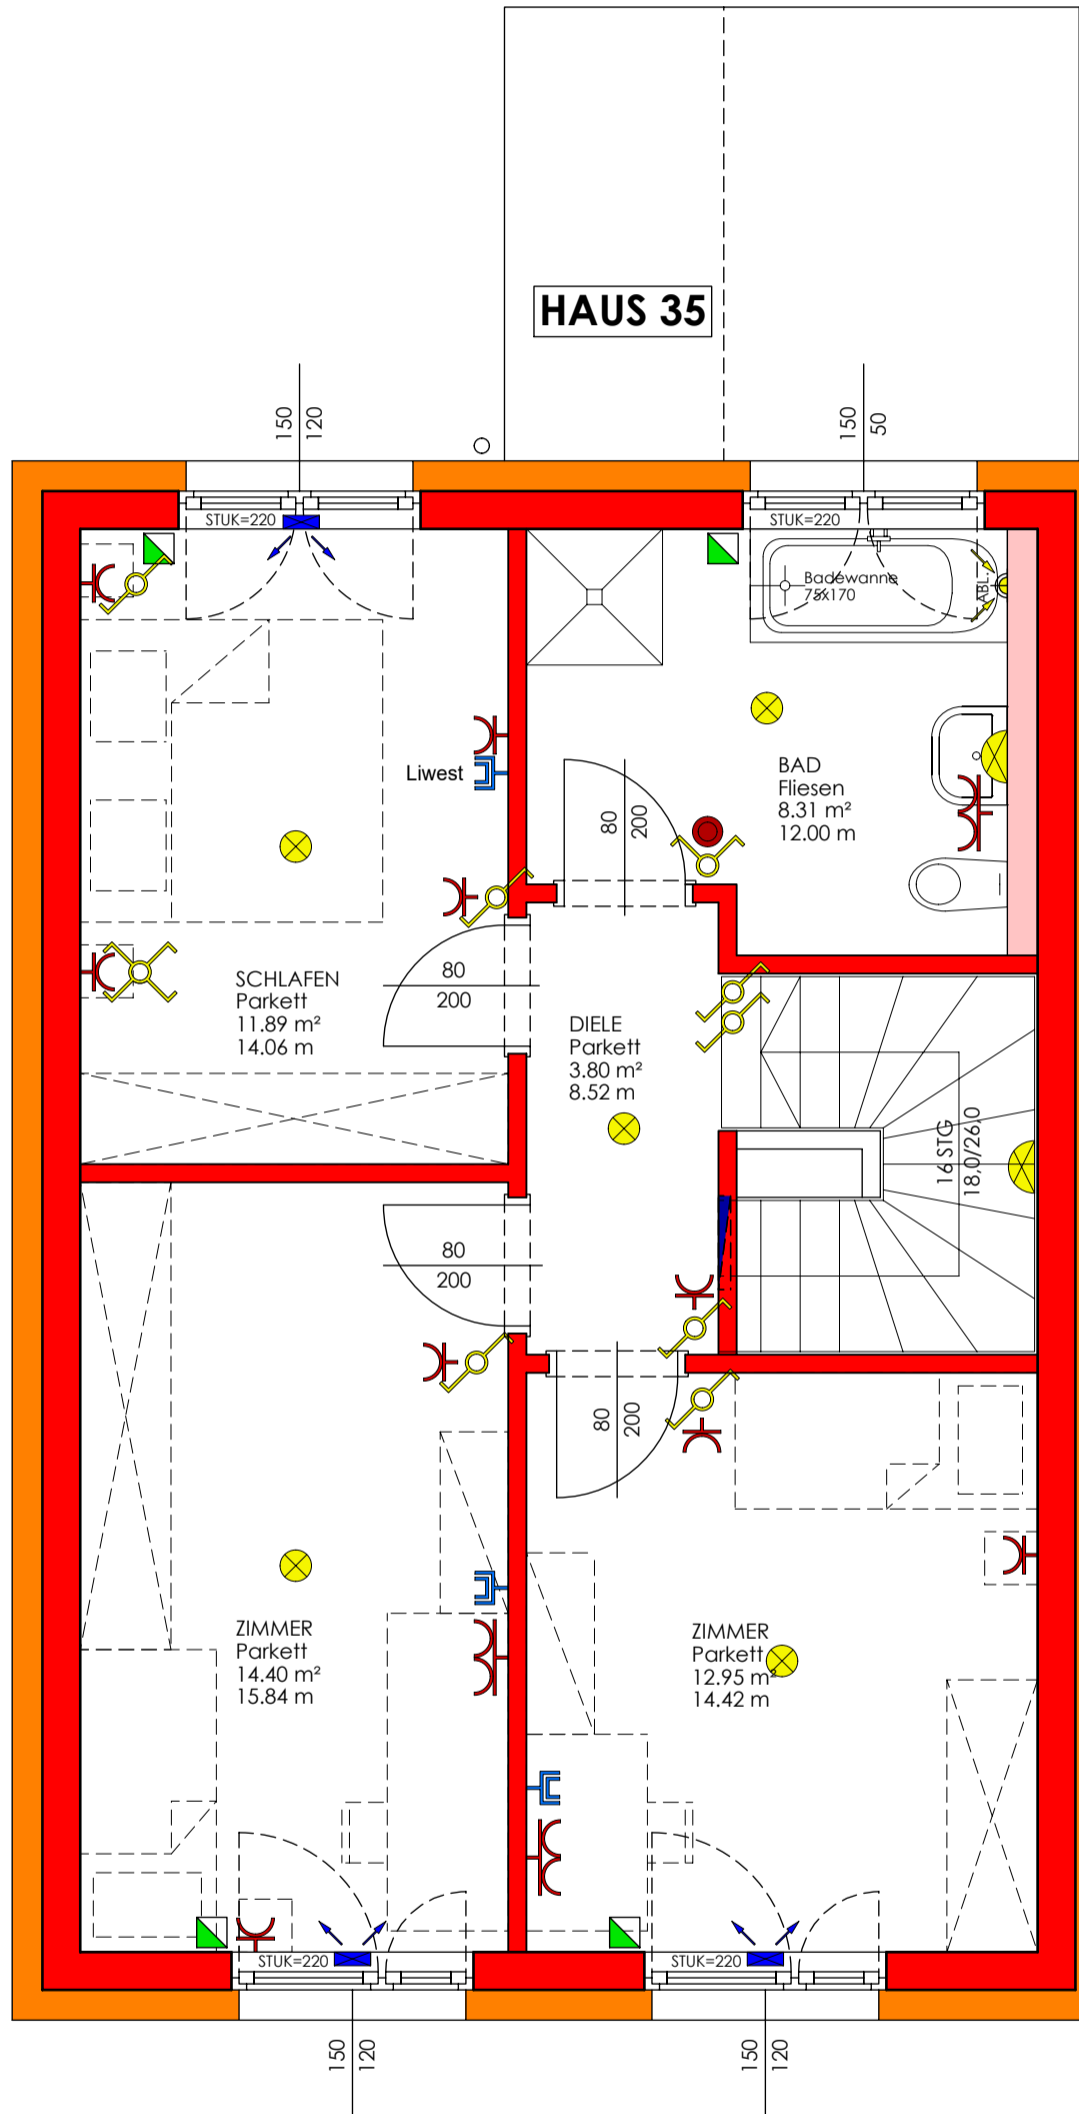 HAUS 35
150
120
150
50
STUK=220
STUK=220
Badewanne
75x170
ABL.
Liwest
BAD
Fliesen
8.31 m²
12.00 m
80
200
SCHLAFEN
Parkett
11.89 m²
14.06 m
80
200
DIELE
Parkett
3.80 m²
8.52 m
16 STG
18,0/26,0
80
200
80
200
ZIMMER
Parkett
14.40 m²
15.84 m
ZIMMER
Parkett
12.95 m²
14.42 m
STUK=220
STUK=220
150
120
150
120